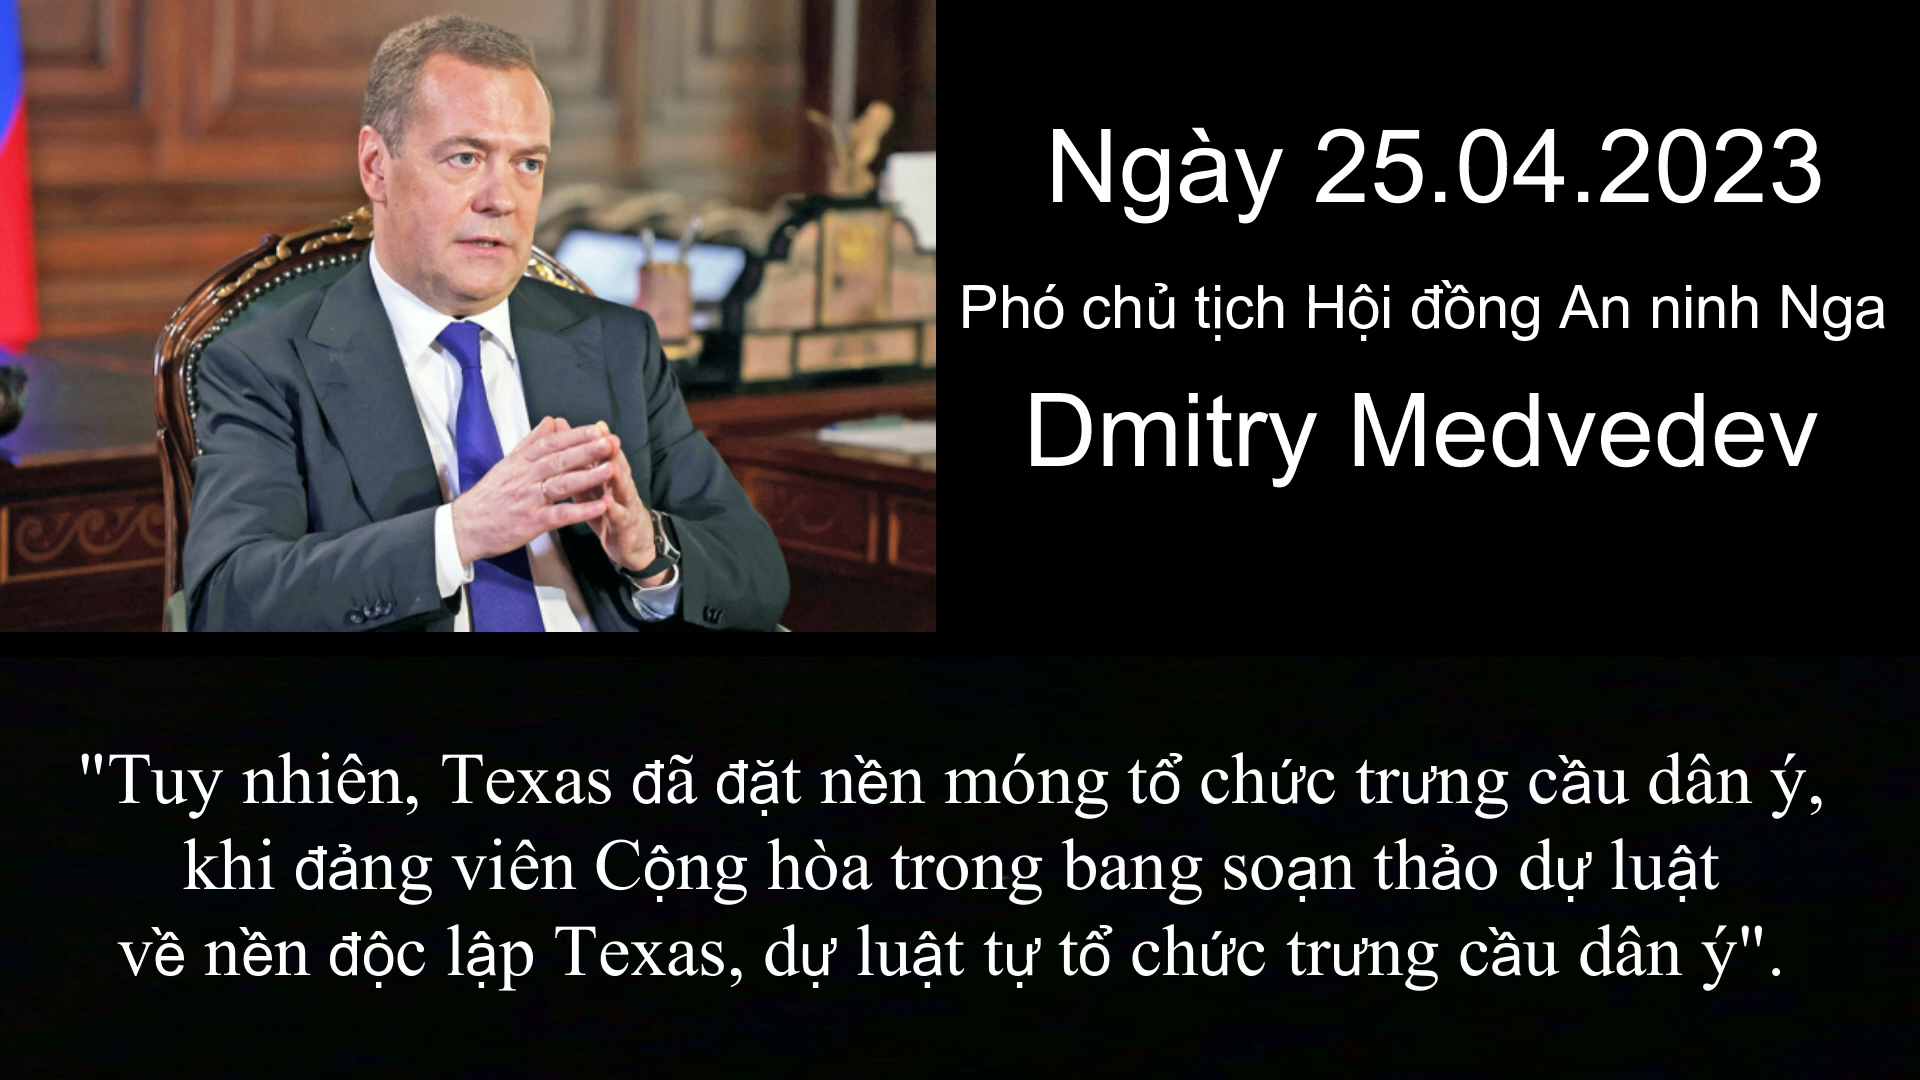 Ngày 25.04.2023
Phó chủ tịch Hội đồng An ninh Nga
Dmitry Medvedev
"Tuy nhiên, Texas đã đặt nền móng tổ chức trưng cầu dân ý,
khi đảng viên Cộng hòa trong bang soạn thảo dự luật
về nền độc lập Texas, dự luật tự tổ chức trưng cầu dân ý".